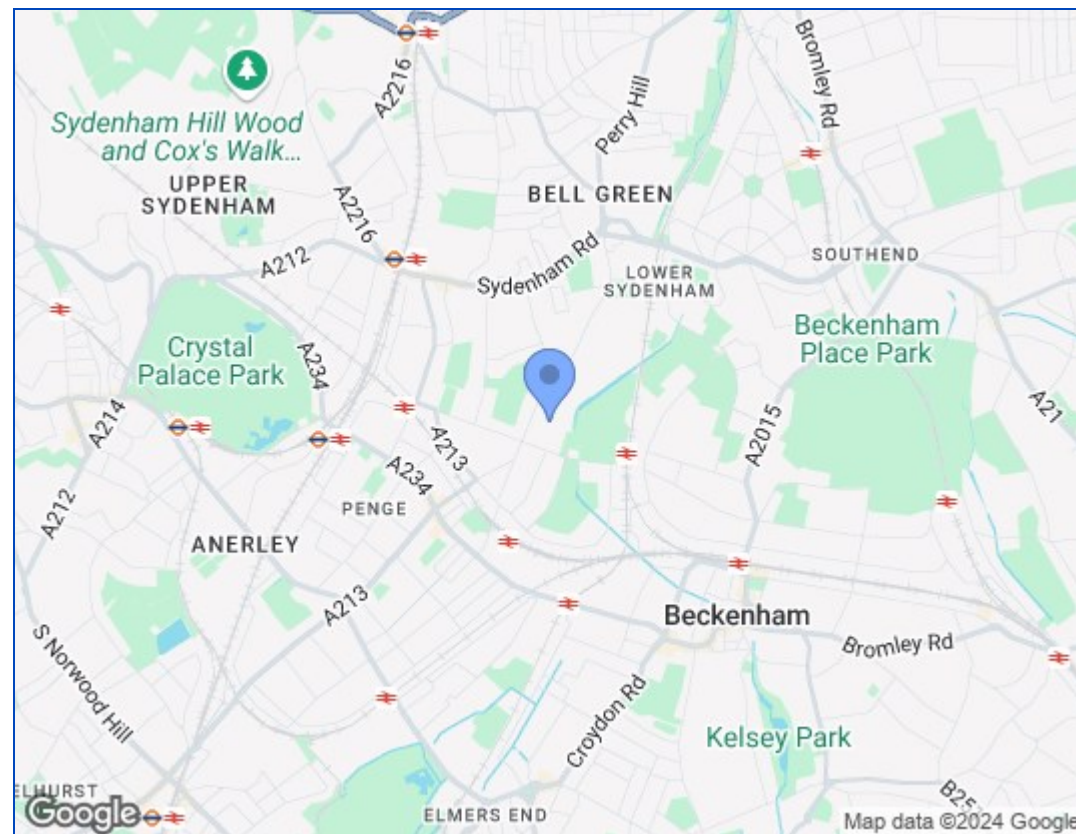 A2216
Bromley Rd
Perry Hill
Sydenham Hill Wood
and Cox's Walk...
UPPER
SYDENHAM
A2216
BELL GREEN
A212
Sydenham Rd
LOWER
SYDENHAM
SOUTHEND
Crystal
Palace Park
A234
Beckenham
Place Park
A21
A214
A2015
A213
A234
A212
PENGE
ANERLEY
A213
Beckenham
S Norwood Hill
Bromley Rd
Croydon Rd
Kelsey Park
ELHURST
Google
ELMERS END
Map data ©2024 Google